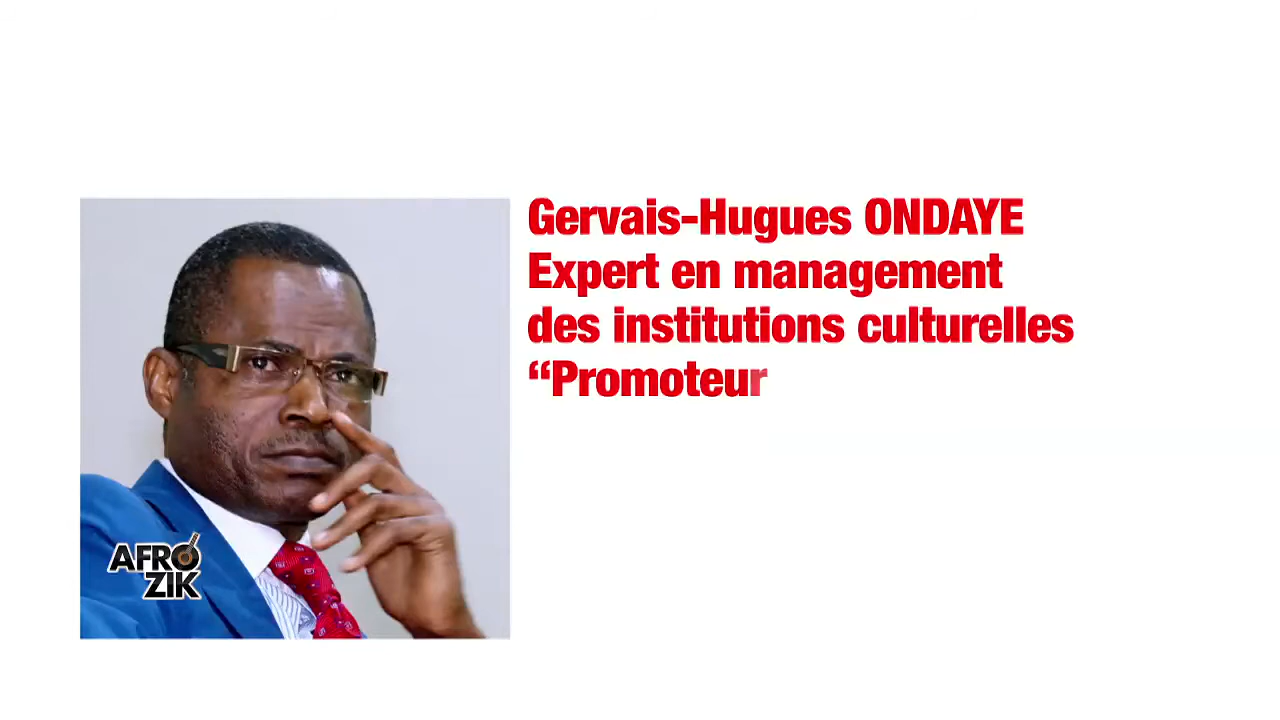 Gervais-Hugues ONDAYE
Expert en management
des institutions culturelles
“Promoteur
AFRO
ZIK